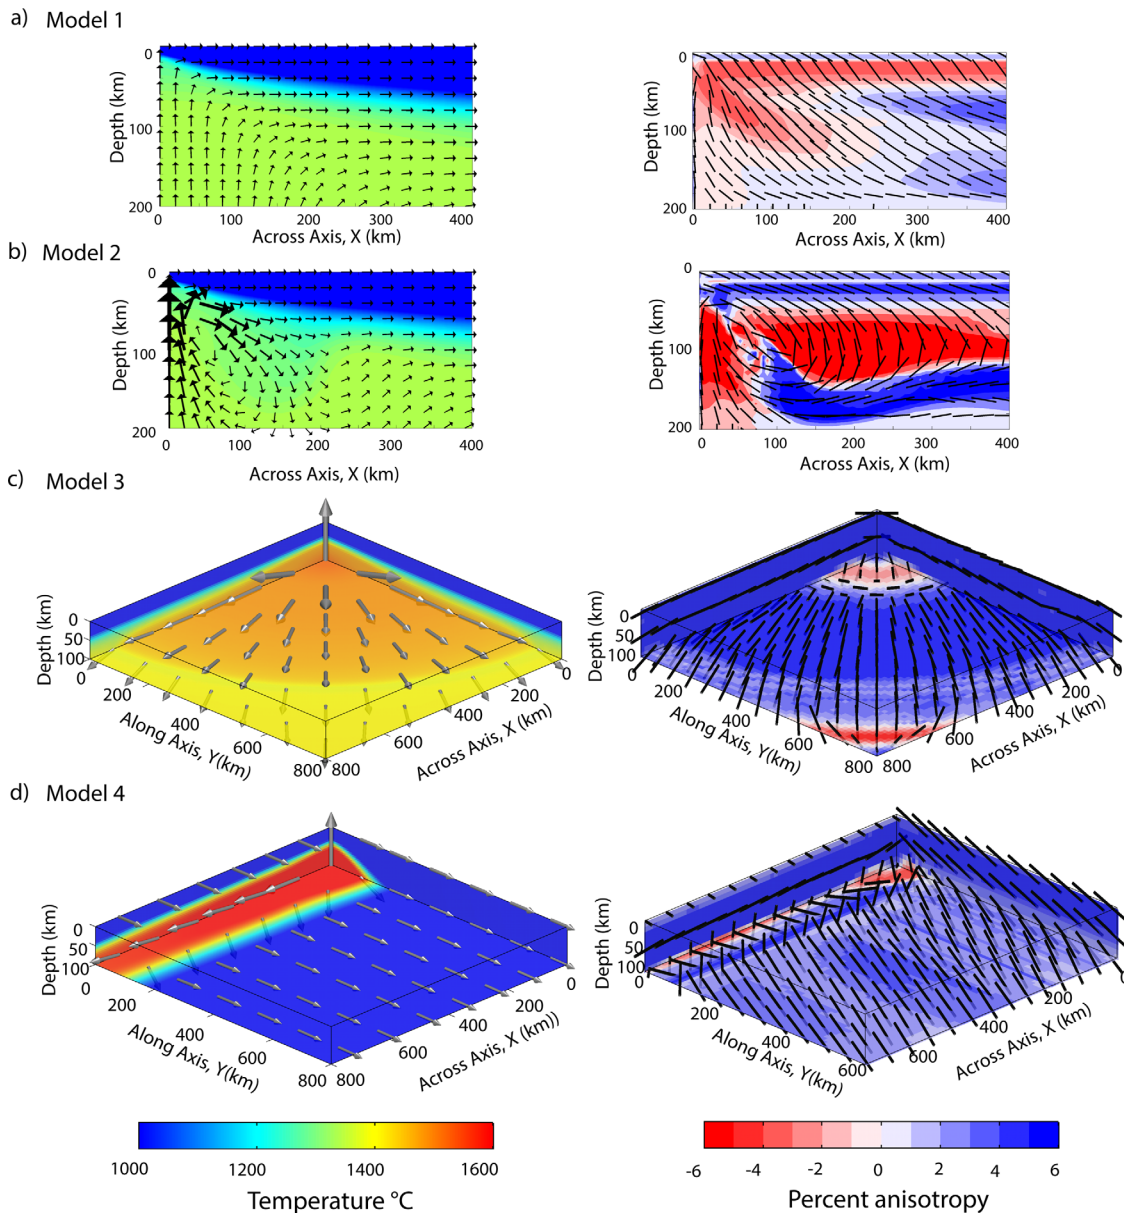 a) Model 1
0
100
200
Depth (km)
0 100 200 300 400
Across Axis, X (km)
0
100
200
Depth (km)
0 100 200 300 400
Across Axis, X (km)
b) Model 2
0
100
200
Depth (km)
0 100 200 300 400
Across Axis, X (km)
0
100
200
Depth (km)
0 100 200 300 400
Across Axis, X (km)
c) Model 3
Depth (km)
0
50
100
0 200 400 600 800
Along Axis, Y(km)
800 600 400 200 0
Across Axis, X (km)
Depth (km)
0
50
100
0 200 400 600 800
Along Axis, Y(km)
800 600 400 200 0
Across Axis, X (km)
d) Model 4
Depth (km)
0
50
100
0 200 400 600 800
Along Axis, Y(km)
800 600 400 200 0
Across Axis, X (km))
Depth (km)
0
50
100
0 200 400 600
Along Axis, Y(km)
600 400 200 0
Across Axis, X (km)
1000 1200 1400 1600
Temperature °C
-6 -4 -2 0 2 4 6
Percent anisotropy